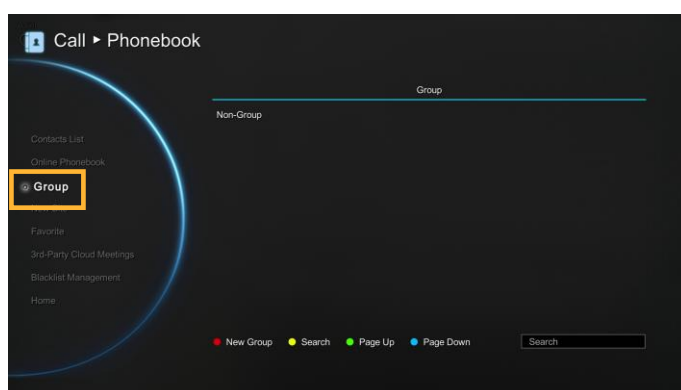 Call ▸ Phonebook
Group
Non-Group
Contacts List
Online Phonebook
Group
Favorite
3rd-Party Cloud Meetings
Blacklist Management
Home
New Group Search Page Up Page Down Search